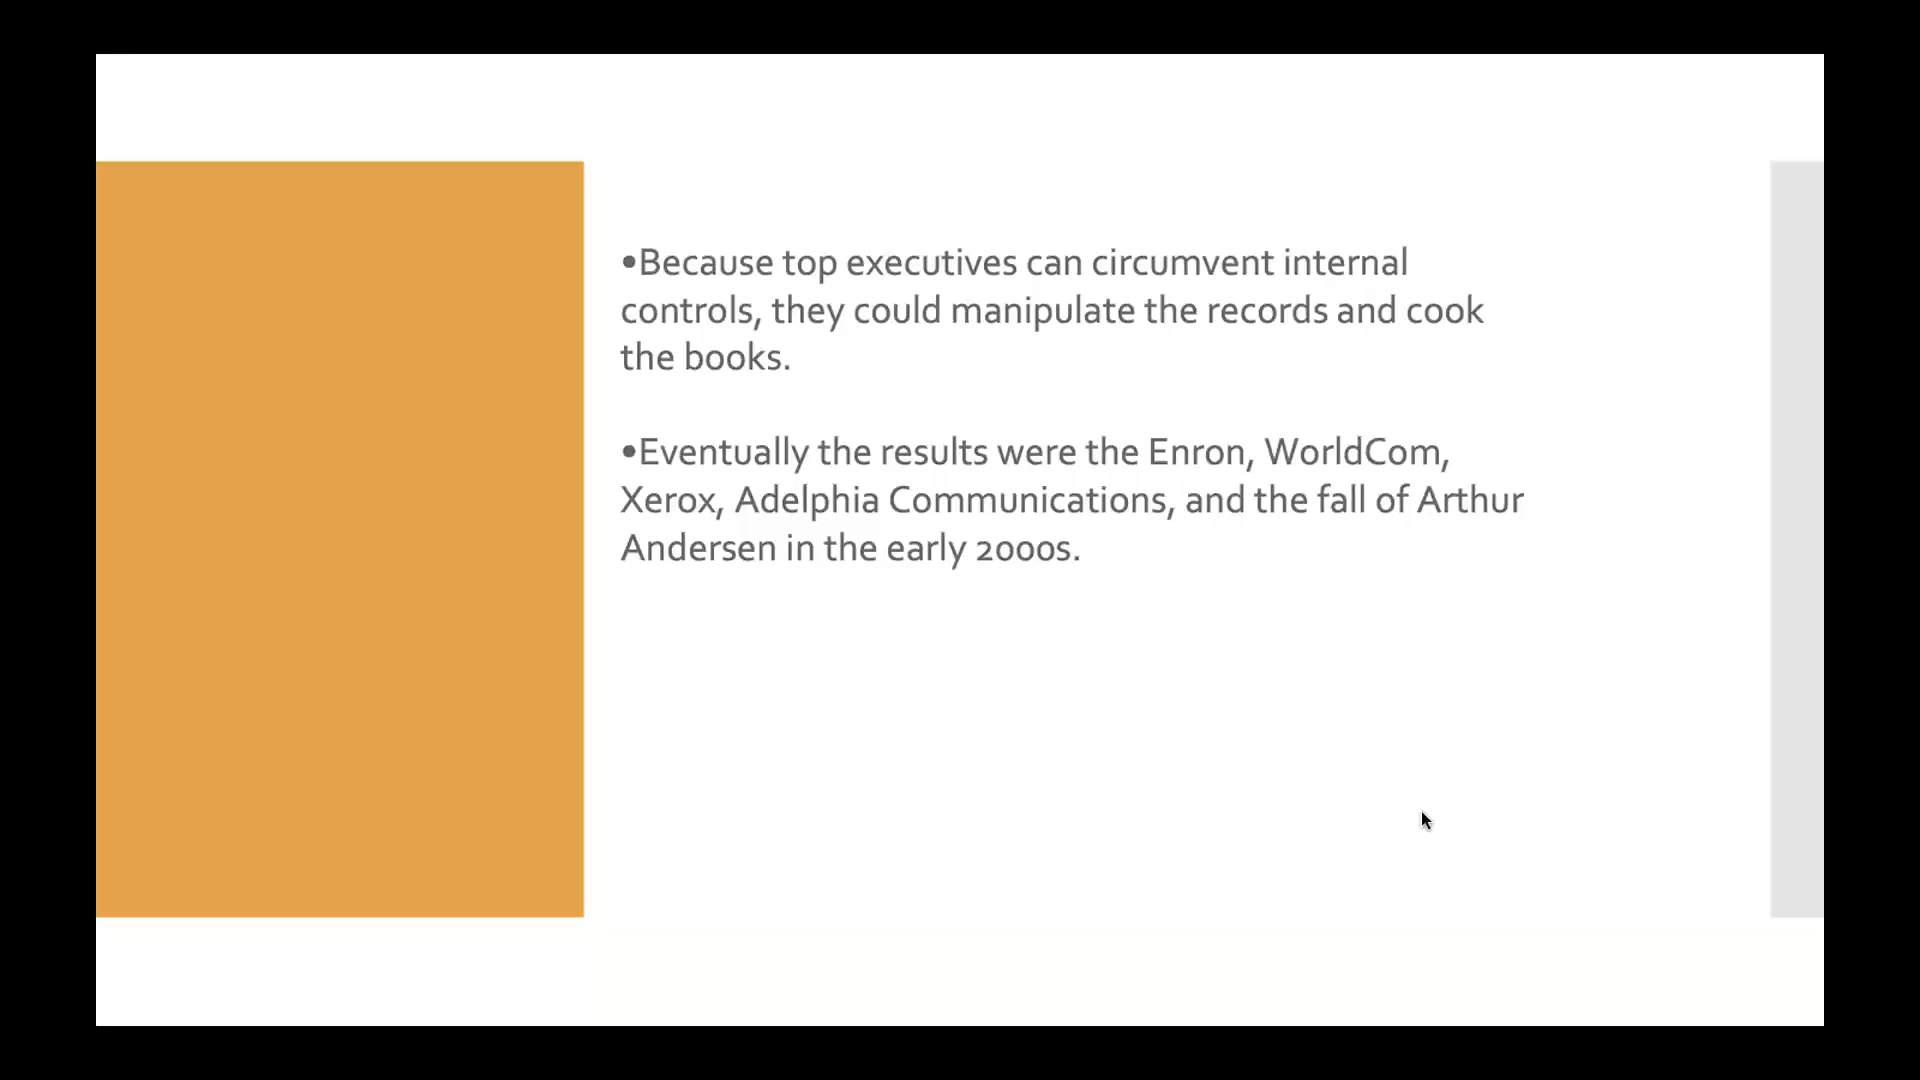 •Because top executives can circumvent internal
controls, they could manipulate the records and cook
the books.
•Eventually the results were the Enron, WorldCom,
Xerox, Adelphia Communications, and the fall of Arthur
Andersen in the early 2000s.